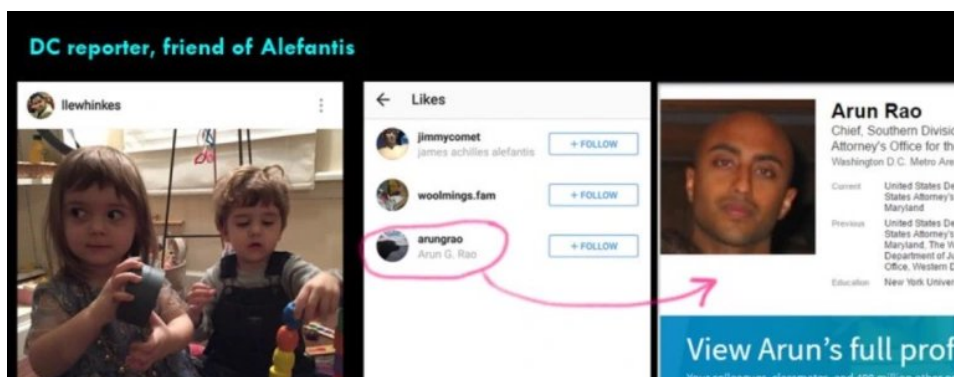 DC reporter, friend of Alefantis
llewhinkes
Likes
jimmycomet
james achilles alefantis
+ FOLLOW
woolmings.fam
+ FOLLOW
arungrao
Arun G. Rao
+ FOLLOW
Arun Rao
Chief, Southern Divisio
Attorney's Office for th
Washington D.C. Metro Are
Current United States De
States Attorney's
Maryland
Previous United States De
States Attorney's
Maryland, The W
Department of Ju
Office, Western D
Education New York Univer
View Arun's full prof